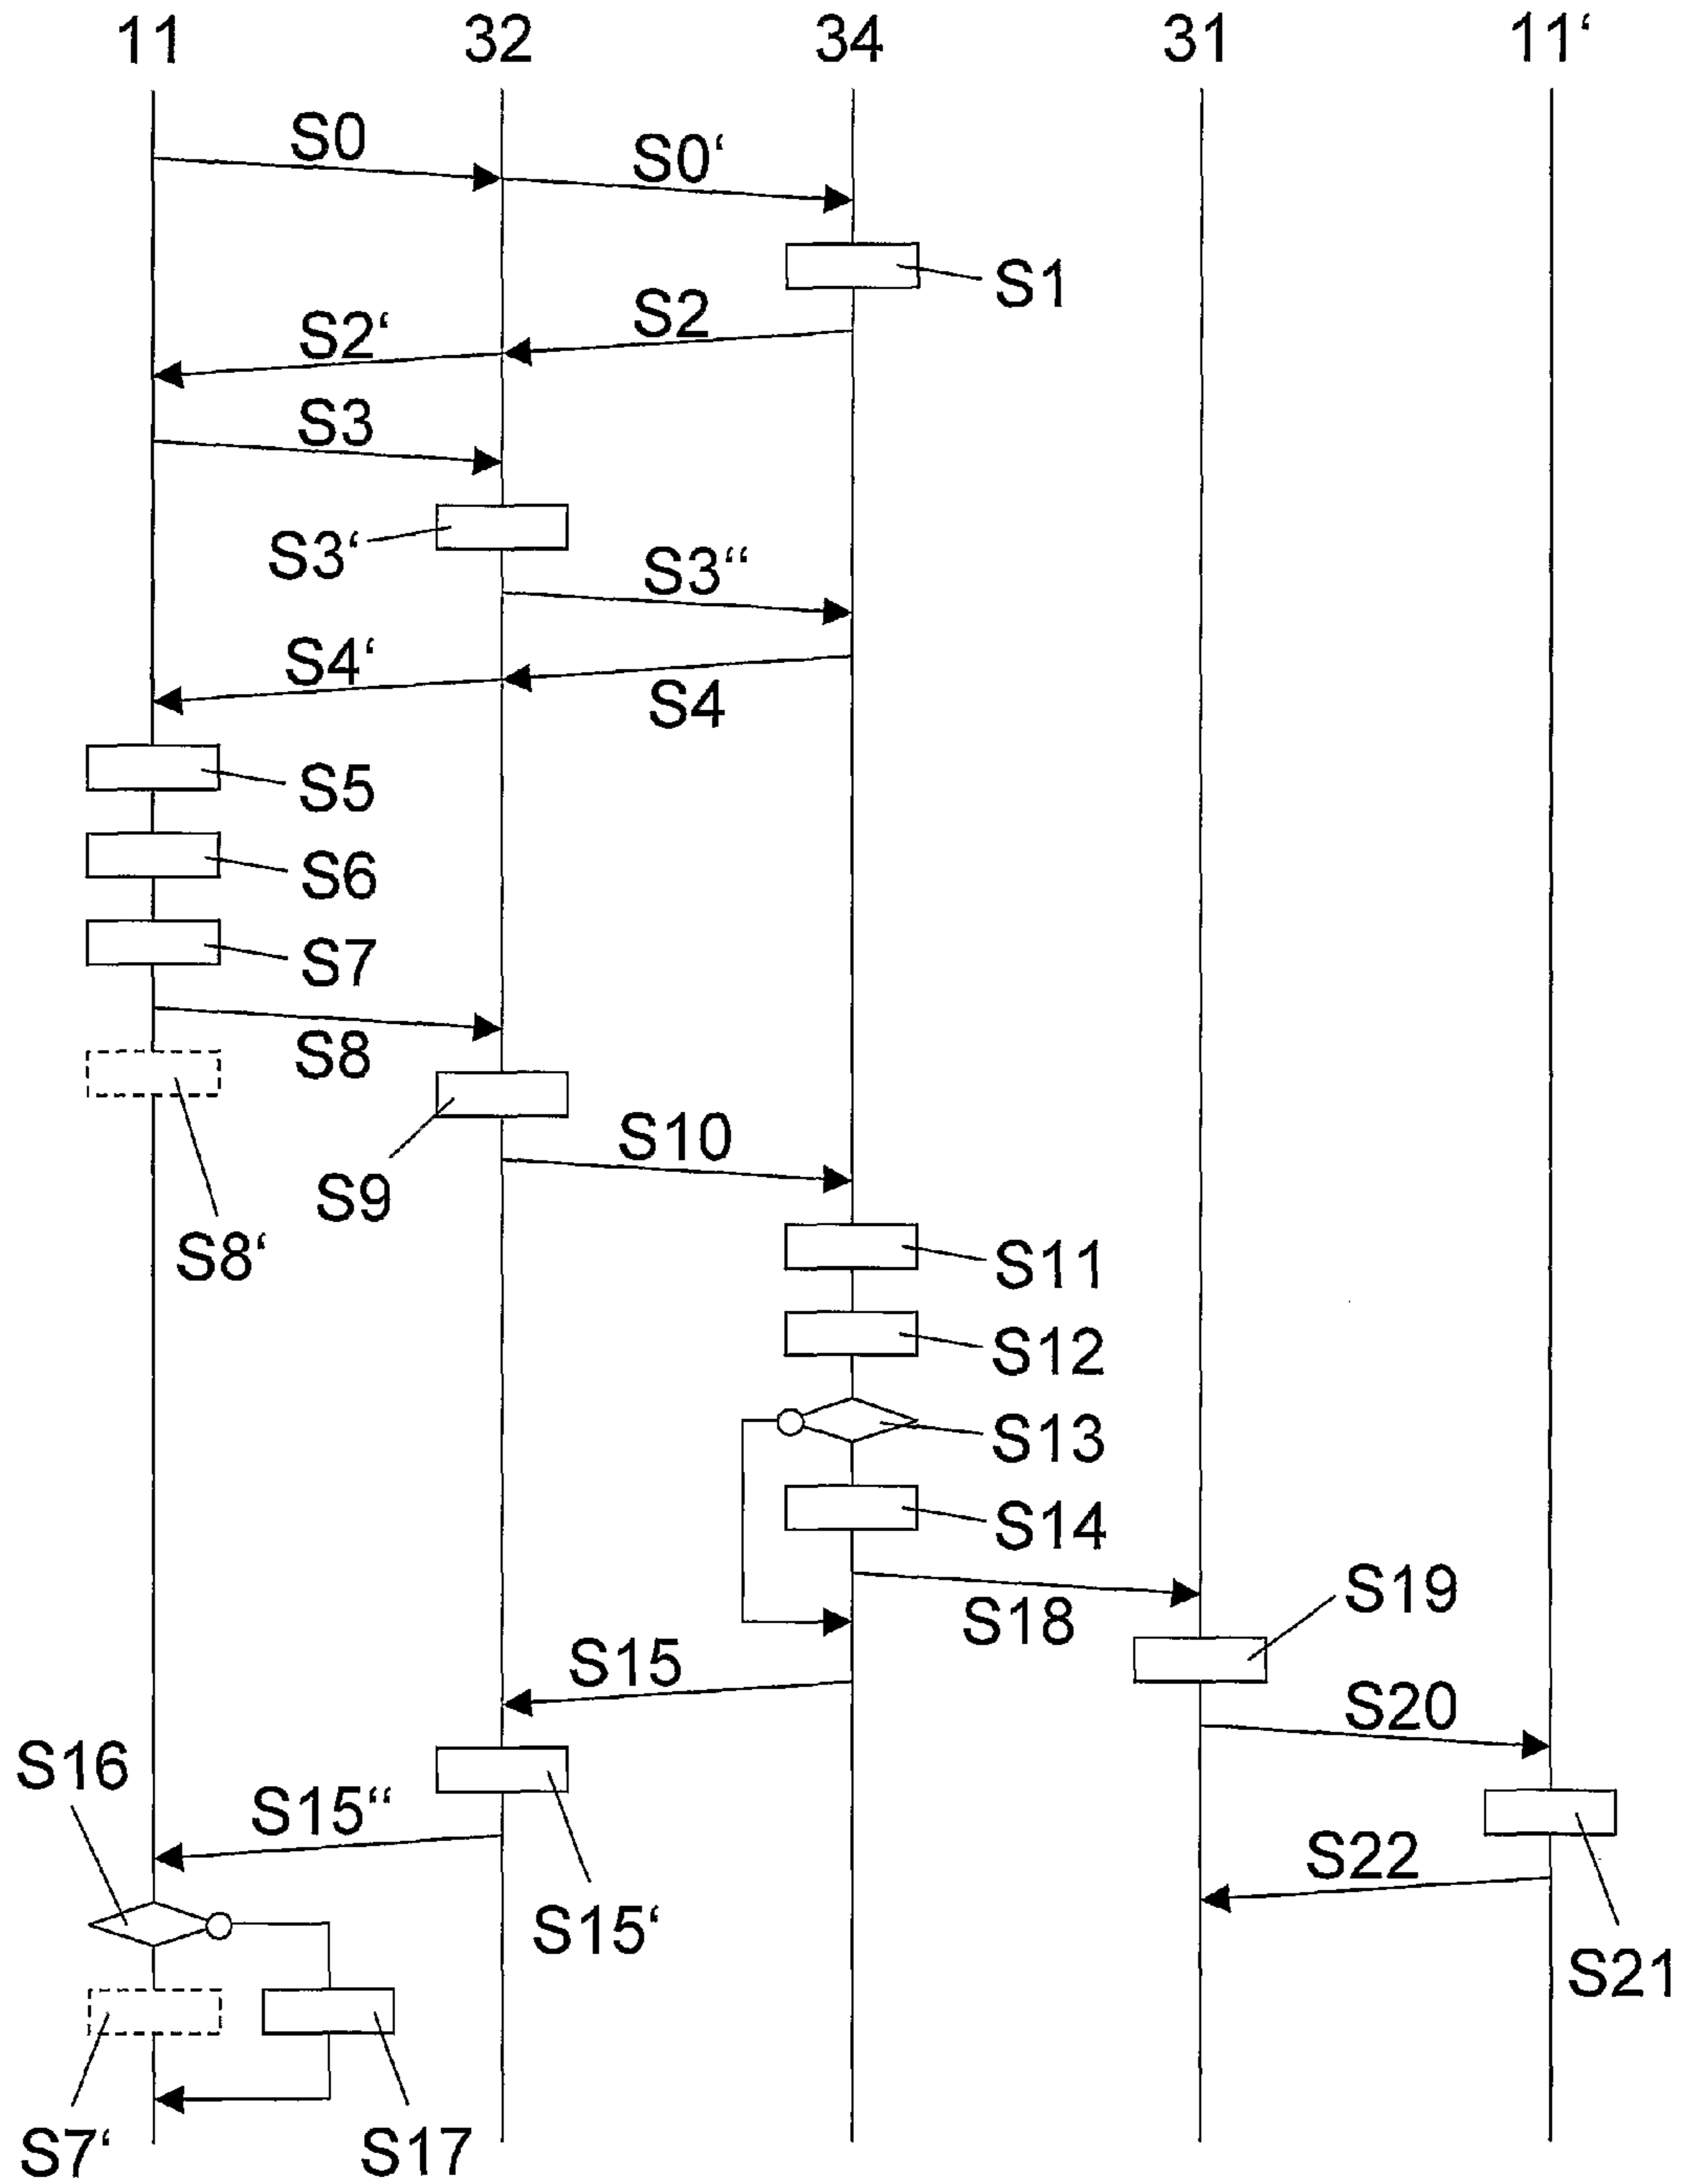 11 32 34 31 11‘
S0 S0‘
S1
S2‘ S2
S3
S3‘ S3“
S4‘ S4
S5
S6
S7
S8
S10
S9
S8‘
S11
S12
S13
S14
S18 S19
S15
S20
S16
S15“
S22
S15‘
S21
S7‘ S17